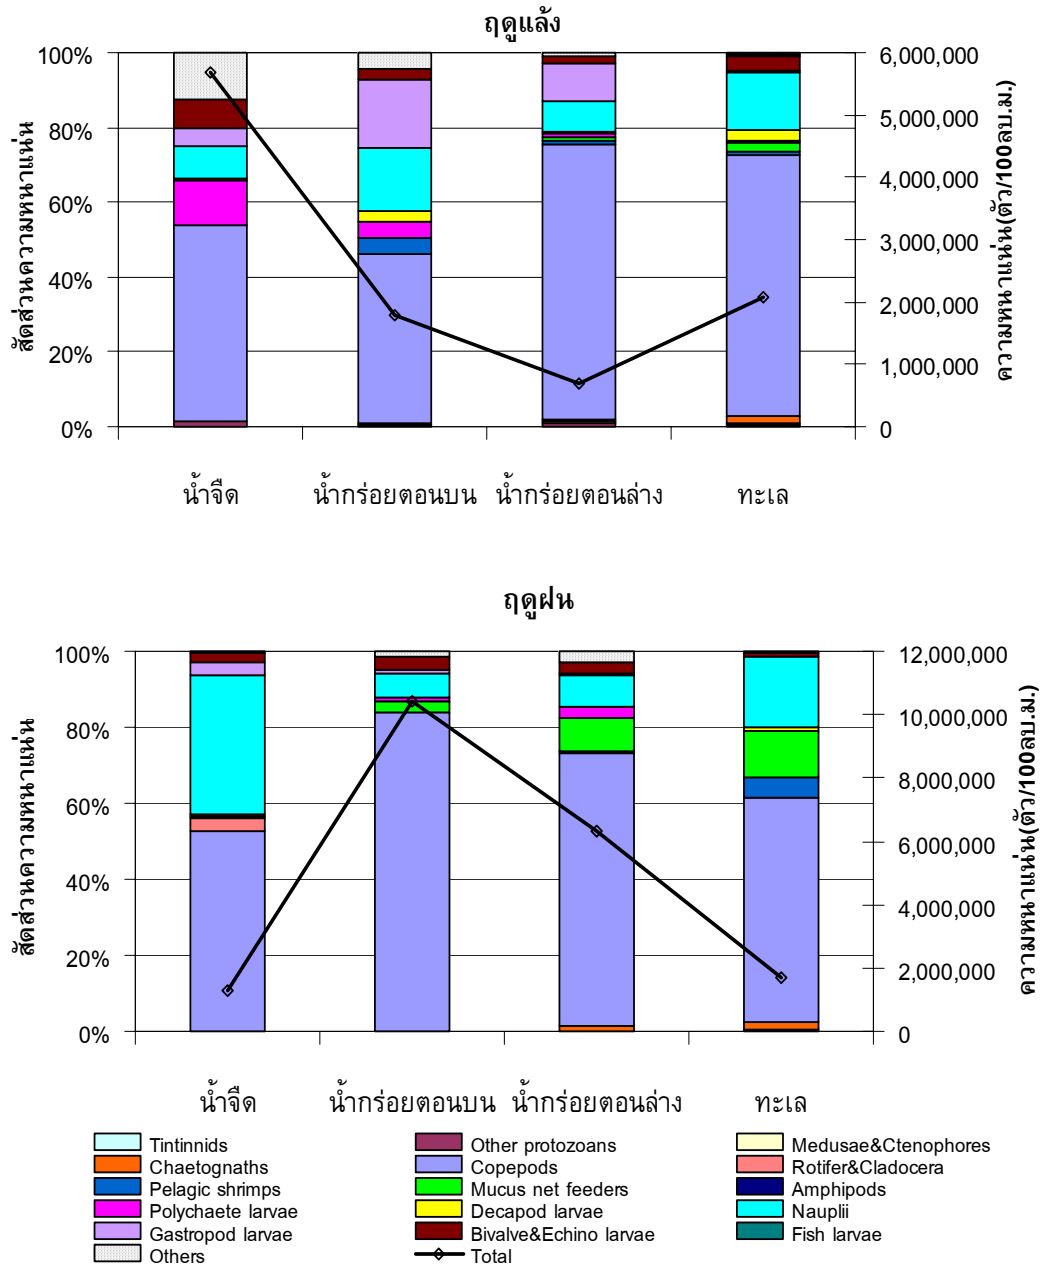 ฤดูแล้ง
100%
80%
60%
40%
20%
0%
สัดส่วนความหนาแน่น
6,000,000
5,000,000
4,000,000
3,000,000
2,000,000
1,000,000
0
ความหนาแน่น(ตัว/100ลบ.ม.)
น้ำจืด น้ำกร่อยตอนบน น้ำกร่อยตอนล่าง ทะเล
ฤดูฝน
100%
80%
60%
40%
20%
0%
สัดส่วนความหนาแน่น
12,000,000
10,000,000
8,000,000
6,000,000
4,000,000
2,000,000
0
ความหนาแน่น(ตัว/100ลบ.ม.)
น้ำจืด น้ำกร่อยตอนบน น้ำกร่อยตอนล่าง ทะเล
Tintinnids Other protozoans Medusae&Ctenophores
Chaetognaths Copepods Rotifer&Cladocera
Pelagic shrimps Mucus net feeders Amphipods
Polychaete larvae Decapod larvae Nauplii
Gastropod larvae Bivalve&Echino larvae Fish larvae
Others Total